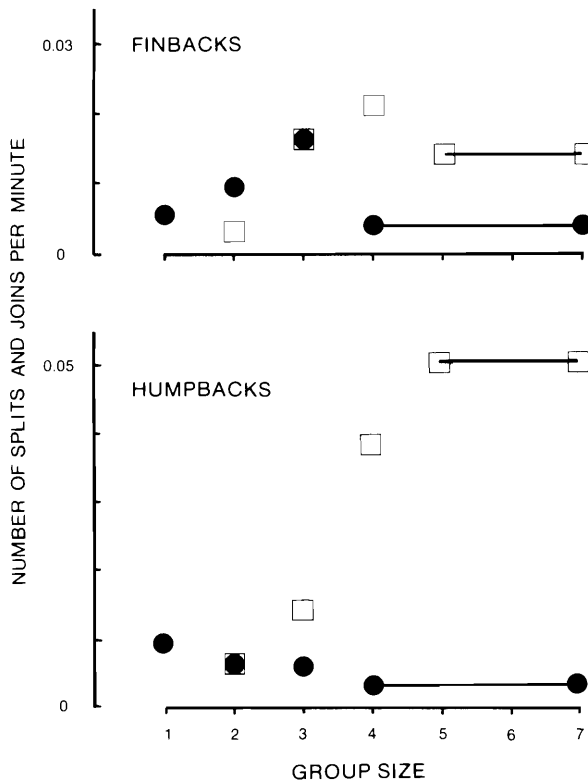 NUMBER OF SPLITS AND JOINS PER MINUTE
0.03
FINBACKS
0
0.05
HUMPBACKS
0
1 2 3 4 5 6 7
GROUP SIZE